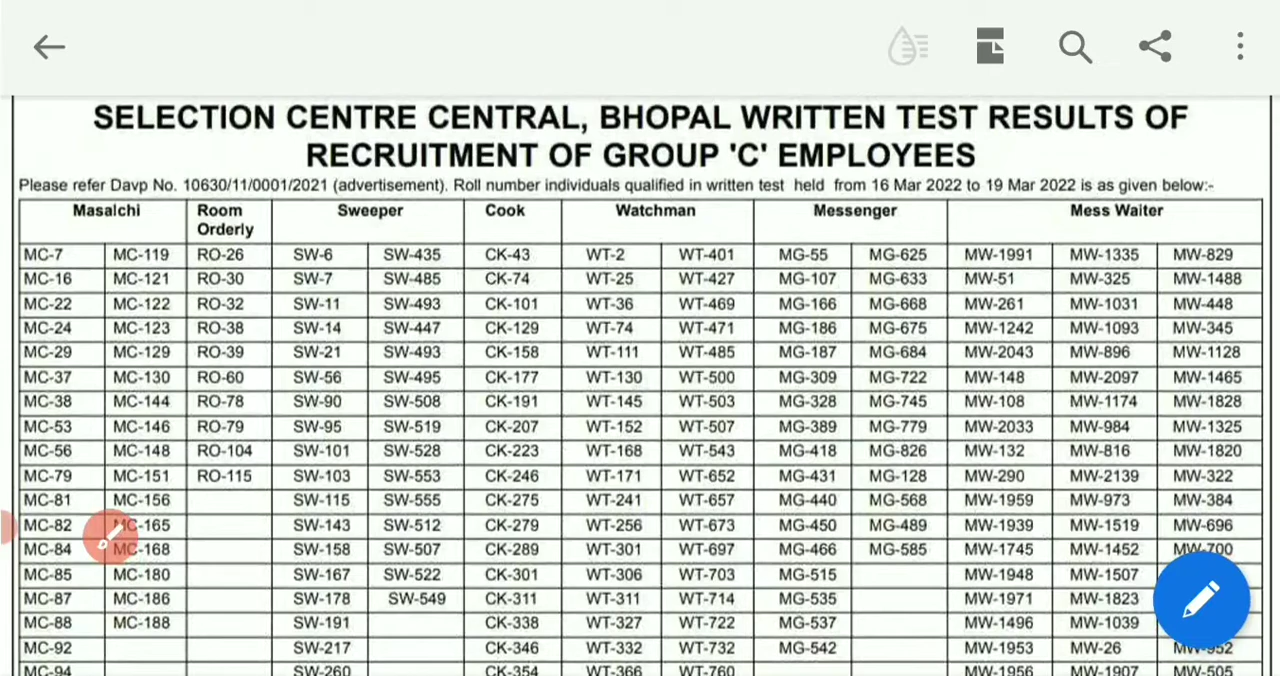 SELECTION CENTRE CENTRAL, BHOPAL WRITTEN TEST RESULTS OF
RECRUITMENT OF GROUP 'C' EMPLOYEES
Please refer Davp No. 10630/11/0001/2021 (advertisement). Roll number individuals qualified in written test held from 16 Mar 2022 to 19 Mar 2022 is as given below:-
Masalchi Room Orderly Sweeper Cook Watchman Messenger Mess Waiter
MC-7 MC-119 RO-26 SW-6 SW-435 CK-43 WT-2 WT-401 MG-55 MG-625 MW-1991 MW-1335 MW-829
MC-16 MC-121 RO-30 SW-7 SW-485 CK-74 WT-25 WT-427 MG-107 MG-633 MW-51 MW-325 MW-1488
MC-22 MC-122 RO-32 SW-11 SW-493 CK-101 WT-36 WT-469 MG-166 MG-668 MW-261 MW-1031 MW-448
MC-24 MC-123 RO-38 SW-14 SW-447 CK-129 WT-74 WT-471 MG-186 MG-675 MW-1242 MW-1093 MW-345
MC-29 MC-129 RO-39 SW-21 SW-493 CK-158 WT-111 WT-485 MG-187 MG-684 MW-2043 MW-896 MW-1128
MC-37 MC-130 RO-60 SW-56 SW-495 CK-177 WT-130 WT-500 MG-309 MG-722 MW-148 MW-2097 MW-1465
MC-38 MC-144 RO-78 SW-90 SW-508 CK-191 WT-145 WT-503 MG-328 MG-745 MW-108 MW-1174 MW-1828
MC-53 MC-146 RO-79 SW-95 SW-519 CK-207 WT-152 WT-507 MG-389 MG-779 MW-2033 MW-984 MW-1325
MC-56 MC-148 RO-104 SW-101 SW-528 CK-223 WT-168 WT-543 MG-418 MG-826 MW-132 MW-816 MW-1820
MC-79 MC-151 RO-115 SW-103 SW-553 CK-246 WT-171 WT-652 MG-431 MG-128 MW-290 MW-2139 MW-322
MC-81 MC-156 SW-115 SW-555 CK-275 WT-241 WT-657 MG-440 MG-568 MW-1959 MW-973 MW-384
MC-82 MC-165 SW-143 SW-512 CK-279 WT-256 WT-673 MG-450 MG-489 MW-1939 MW-1519 MW-696
MC-84 MC-168 SW-158 SW-507 CK-289 WT-301 WT-697 MG-466 MG-585 MW-1745 MW-1452 MW-700
MC-85 MC-180 SW-167 SW-522 CK-301 WT-306 WT-703 MG-515 MW-1948 MW-1507
MC-87 MC-186 SW-178 SW-549 CK-311 WT-311 WT-714 MG-535 MW-1971 MW-1823
MC-88 MC-188 SW-191 CK-338 WT-327 WT-722 MG-537 MW-1496 MW-1039
MC-92 SW-217 CK-346 WT-332 WT-732 MG-542 MW-1953 MW-26
MC-94 SW-260 CK-354 WT-366 WT-760 MW-1956 MW-1907 MW-505